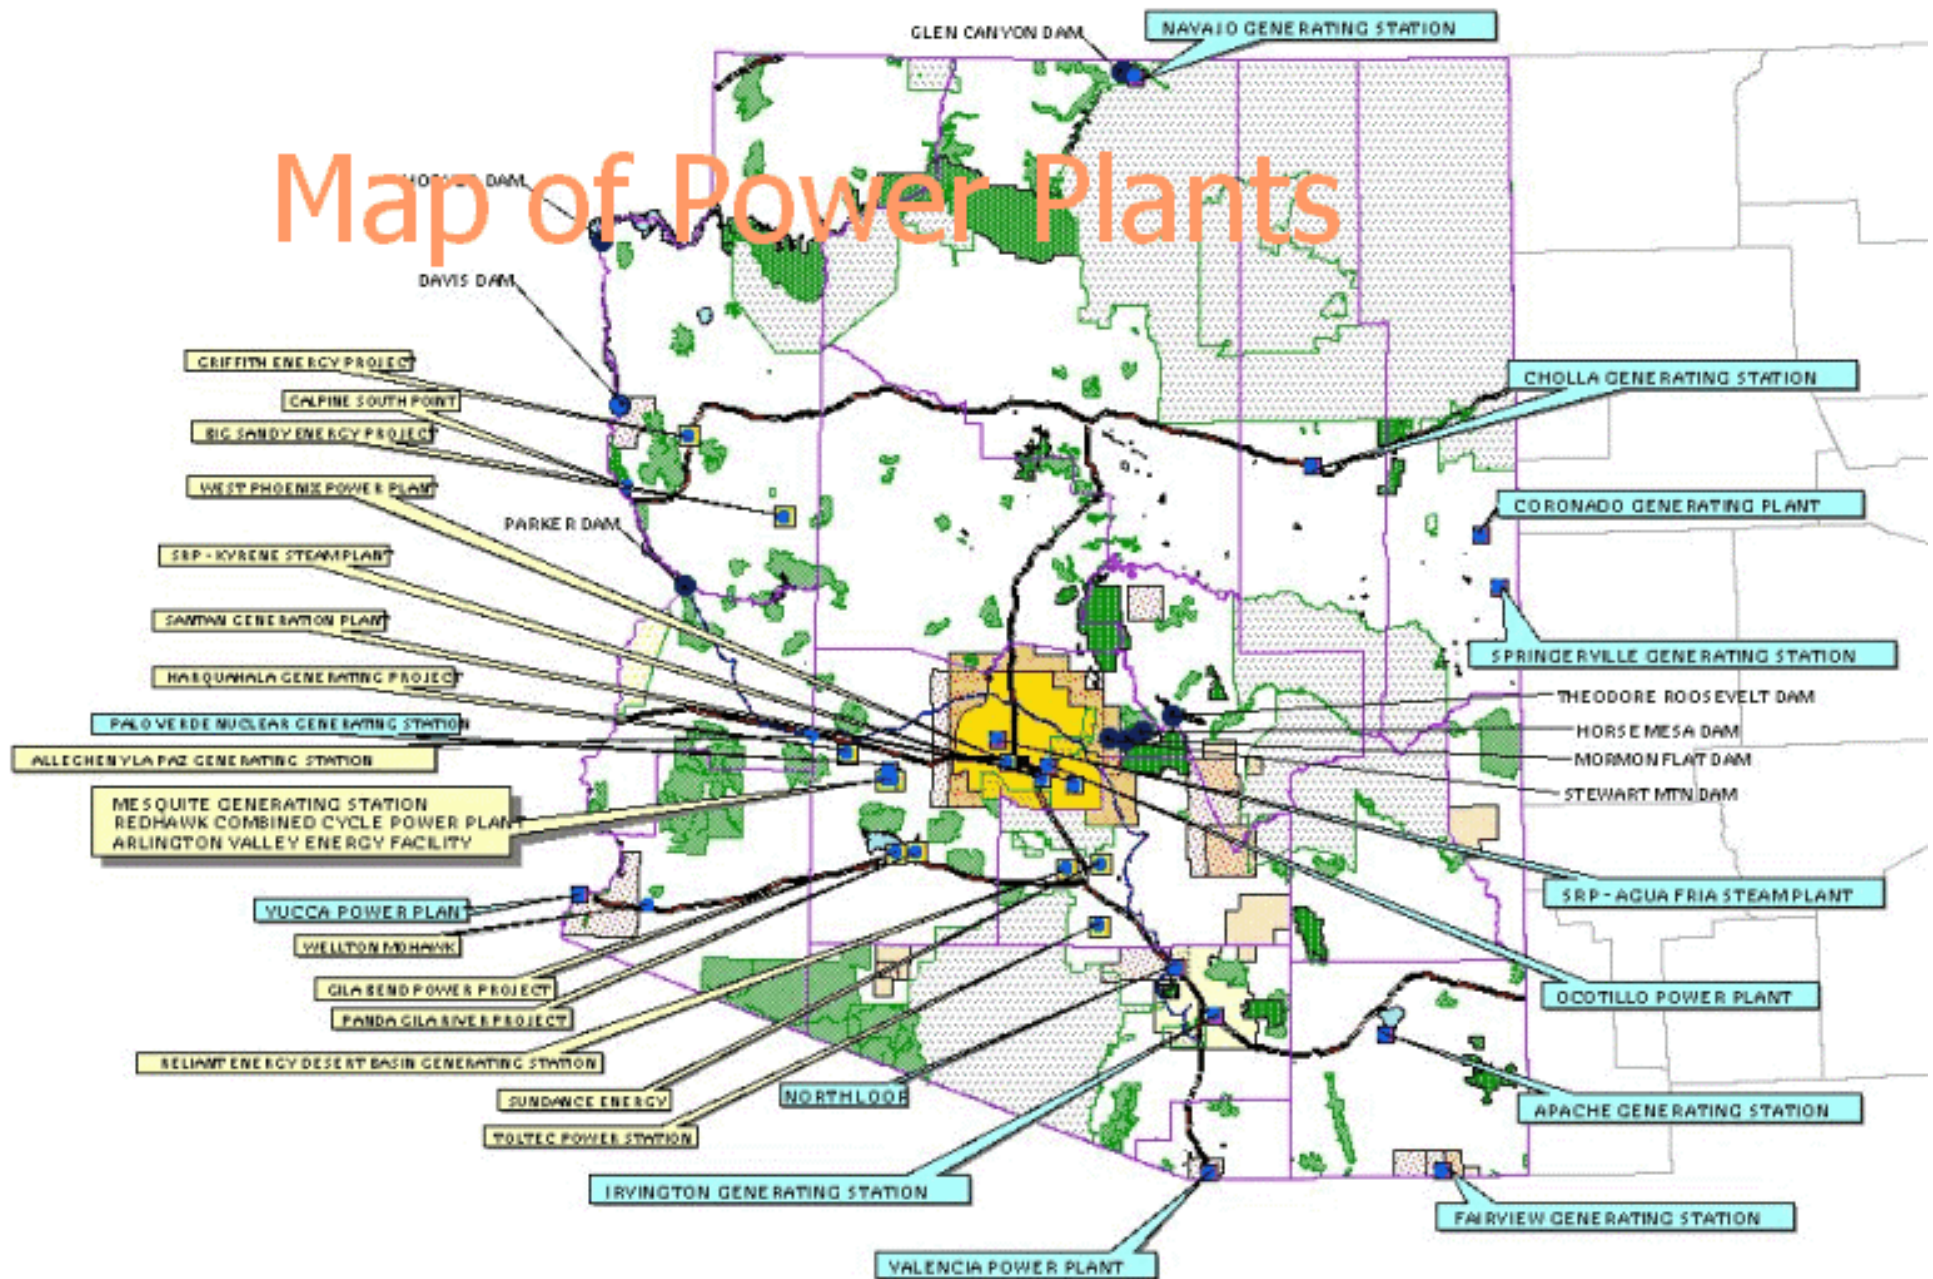 GLEN CANYON DAM
NAVAJO GENERATING STATION
Map of Power Plants
DAM
DAVIS DAM
GRIFFITH ENERGY PROJECT
CALPINE SOUTH POINT
BIG SANDY ENERGY PROJECT
WEST PHOENIX POWER PLANT
PARKER DAM
SRP - KYRENE STEAM PLANT
SANTAN GENERATION PLANT
HARQUAHALA GENERATING PROJECT
PALO VERDE NUCLEAR GENERATING STATION
ALLEGHENY LA PAZ GENERATING STATION
MESQUITE GENERATING STATION
REDHAWK COMBINED CYCLE POWER PLANT
ARLINGTON VALLEY ENERGY FACILITY
YUCCA POWER PLANT
WELLTON MOHAWK
GILA BEND POWER PROJECT
PANDA GILA RIVER PROJECT
RELIANT ENERGY DESERT BASIN GENERATING STATION
SUNDANCE ENERGY
TOLTEC POWER STATION
NORTH LOOP
IRVINGTON GENERATING STATION
VALENCIA POWER PLANT
CHOLLA GENERATING STATION
CORONADO GENERATING PLANT
SPRINGERVILLE GENERATING STATION
THEODORE ROOSEVELT DAM
HORSE MESA DAM
MORMON FLAT DAM
STEWART MTN DAM
SRP - AGUA FRIA STEAM PLANT
OCOTILLO POWER PLANT
APACHE GENERATING STATION
FAIRVIEW GENERATING STATION